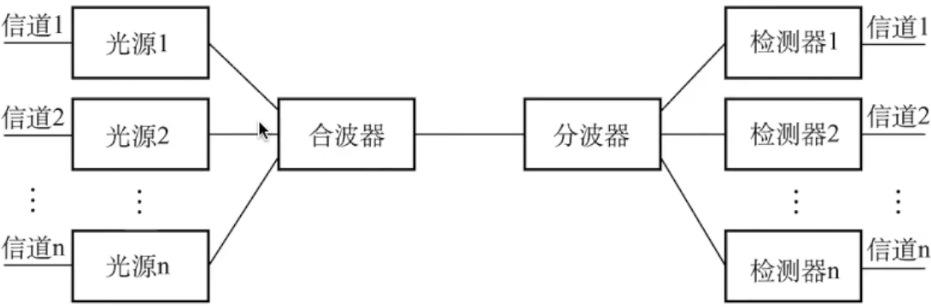 信道1
光源1
检测器1
信道1
信道2
光源2
合波器
分波器
检测器2
信道2
⋮
⋮
⋮
⋮
信道n
光源n
检测器n
信道n